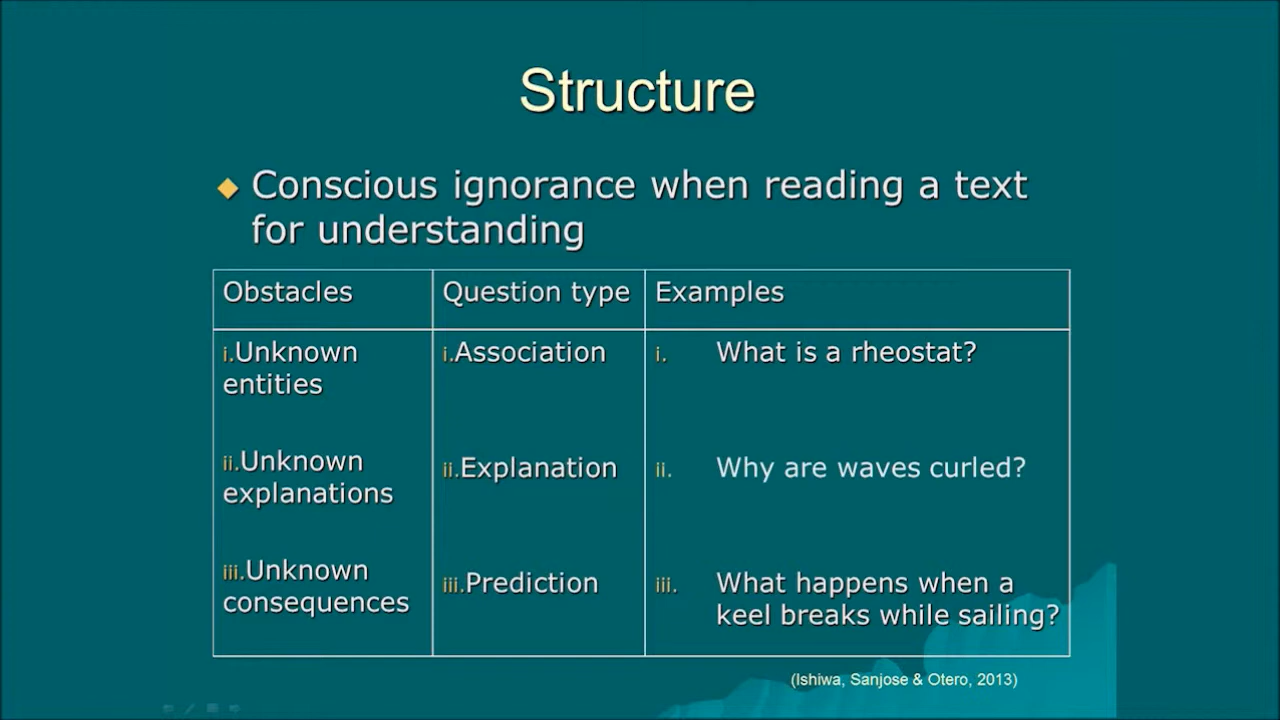 Structure
Conscious ignorance when reading a text
for understanding
Obstacles
Question type
Examples
i.Unknown
entities
i.Association
i. What is a rheostat?
ii.Unknown
explanations
ii.Explanation
ii. Why are waves curled?
iii.Unknown
consequences
iii.Prediction
iii. What happens when a
keel breaks while sailing?
(Ishiwa, Sanjose & Otero, 2013)